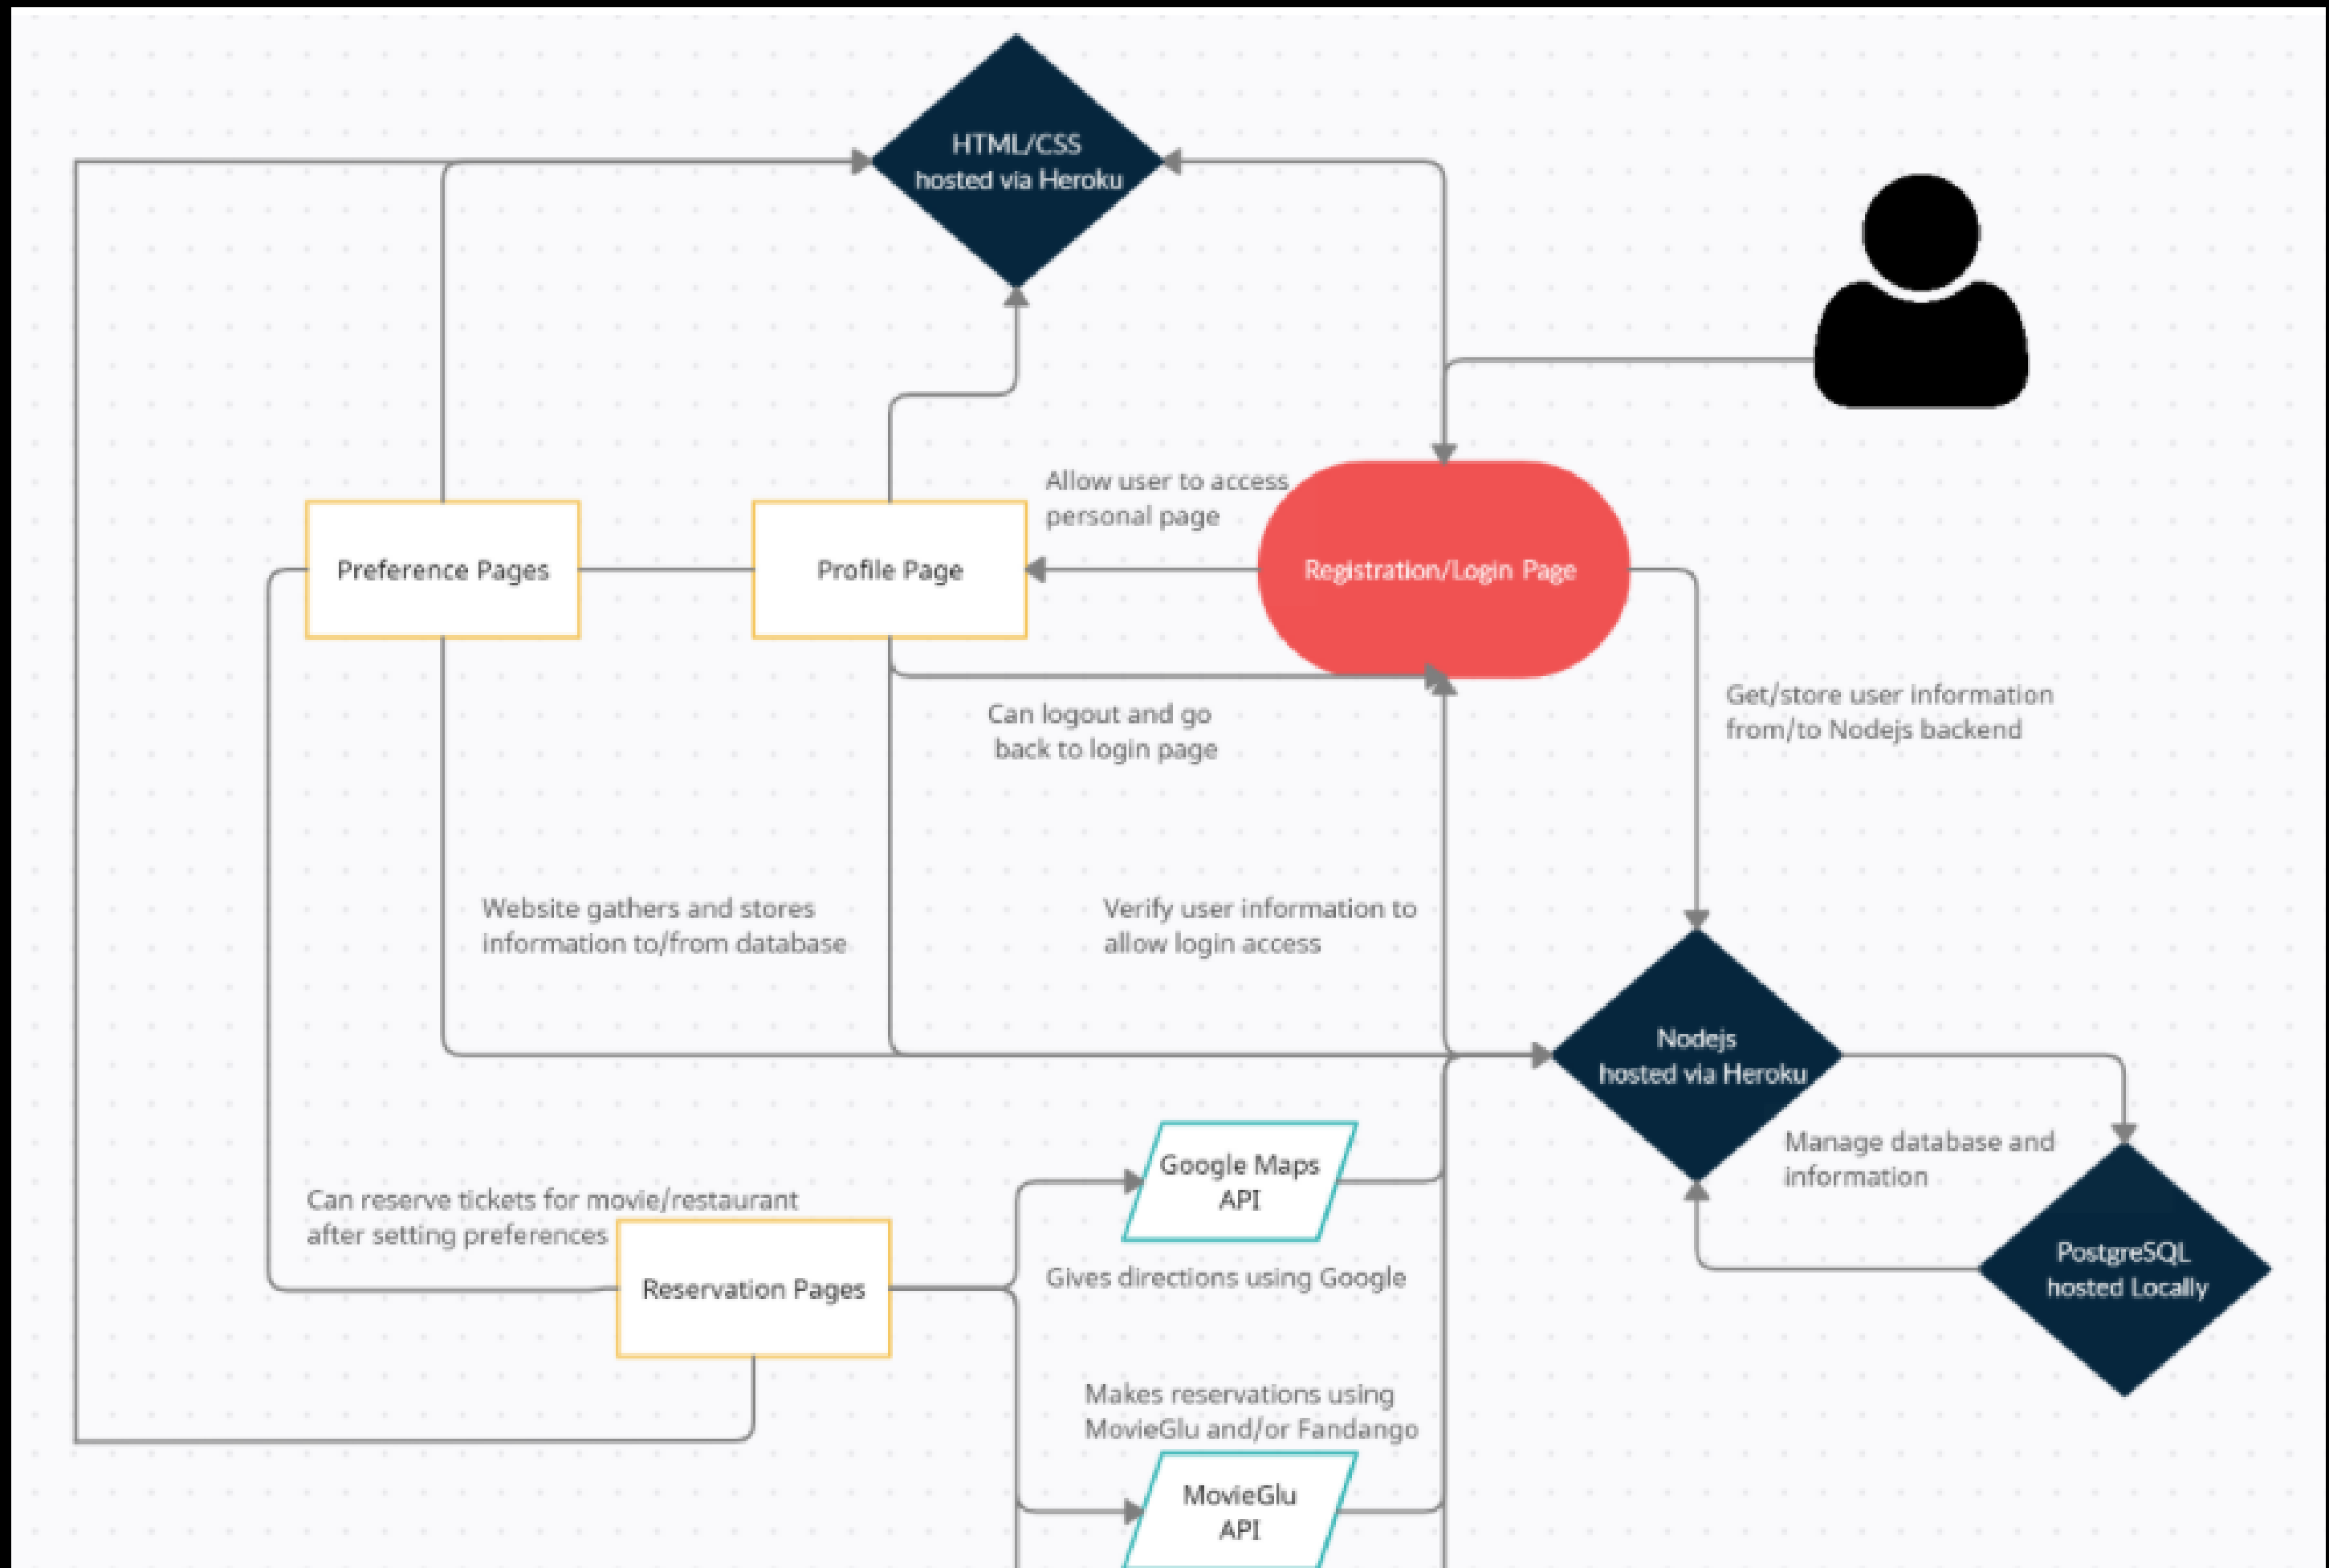 HTML/CSS
hosted via Heroku
Allow user to access
personal page
Preference Pages
Profile Page
Registration/Login Page
Can logout and go
back to login page
Get/store user information
from/to Nodejs backend
Website gathers and stores
information to/from database
Verify user information to
allow login access
Nodejs
hosted via Heroku
Manage database and
information
Google Maps
API
Can reserve tickets for movie/restaurant
after setting preferences
PostgreSQL
hosted Locally
Reservation Pages
Gives directions using Google
Makes reservations using
MovieGlu and/or Fandango
MovieGlu
API